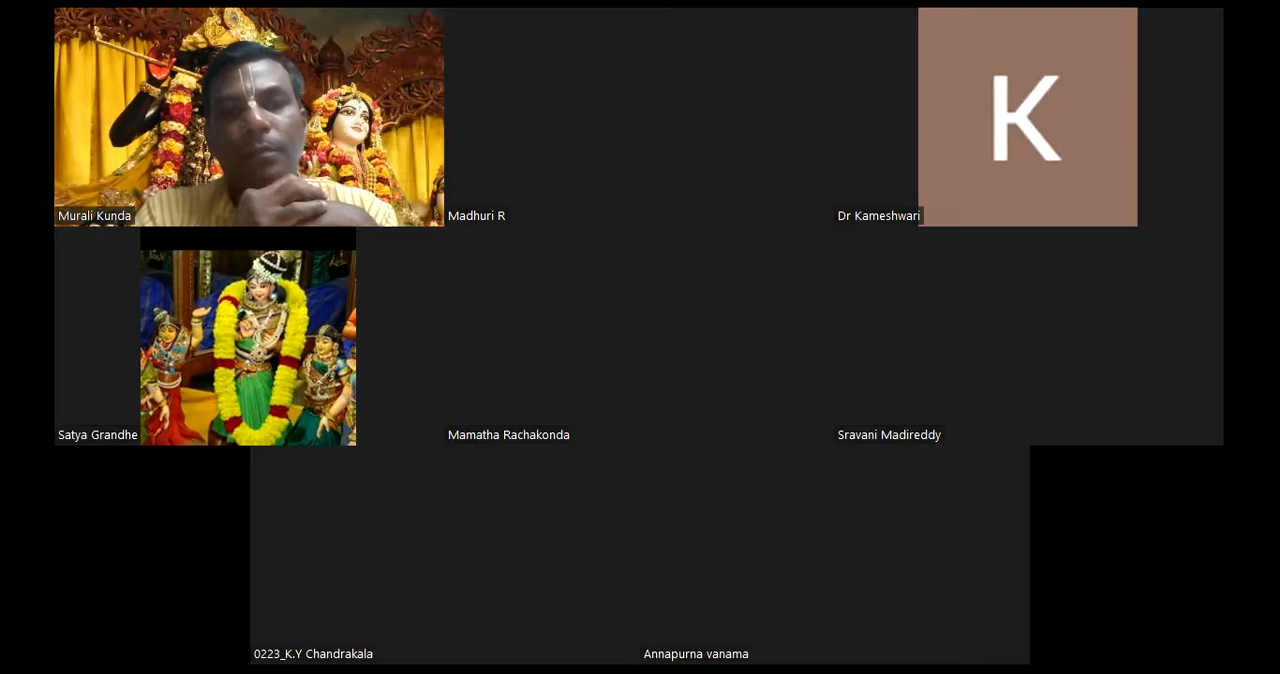 K
Murali Kunda
Madhuri R
Dr Kameshwari
Satya Grandhe
Mamatha Rachakonda
Sravani Madireddy
0223_K.Y Chandrakala
Annapurna vanama